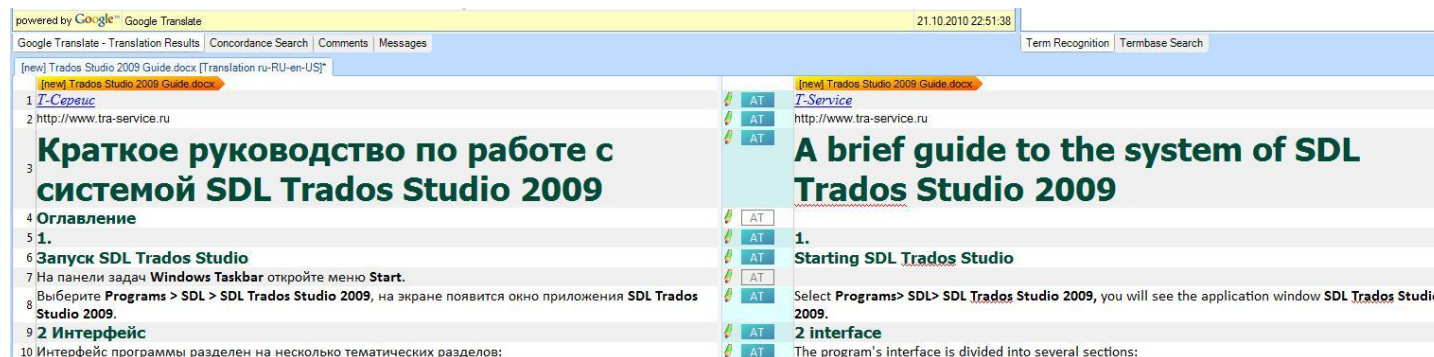 powered by Google™ Google Translate 21.10.2010 22:51:38
Google Translate - Translation Results Concordance Search Comments Messages Term Recognition Termbase Search
[new] Trados Studio 2009 Guide.docx [Translation ru-RU-en-US]*
[new] Trados Studio 2009 Guide.docx [new] Trados Studio 2009 Guide.docx
1 Т-Сервис AT T-Service
2 http://www.tra-service.ru AT http://www.tra-service.ru
3 Краткое руководство по работе с AT A brief guide to the system of SDL
системой SDL Trados Studio 2009 Trados Studio 2009
4 Оглавление AT
5 1. AT 1.
6 Запуск SDL Trados Studio AT Starting SDL Trados Studio
7 На панели задач Windows Taskbar откройте меню Start. AT
8 Выберите Programs > SDL > SDL Trados Studio 2009, на экране появится окно приложения SDL Trados AT Select Programs> SDL> SDL Trados Studio 2009, you will see the application window SDL Trados Studio
Studio 2009. 2009.
9 2 Интерфейс AT 2 interface
10 Интерфейс программы разделен на несколько тематических разделов: AT The program's interface is divided into several sections: